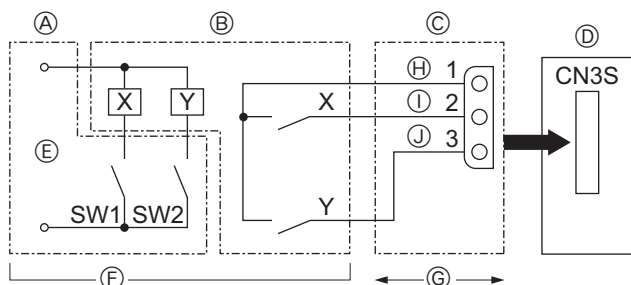 Ⓐ Ⓑ Ⓒ Ⓓ
CN3S
Ⓗ 1
X Y X Ⓘ 2
Ⓙ 3
Ⓔ
Y
SW1 SW2
Ⓕ Ⓖ